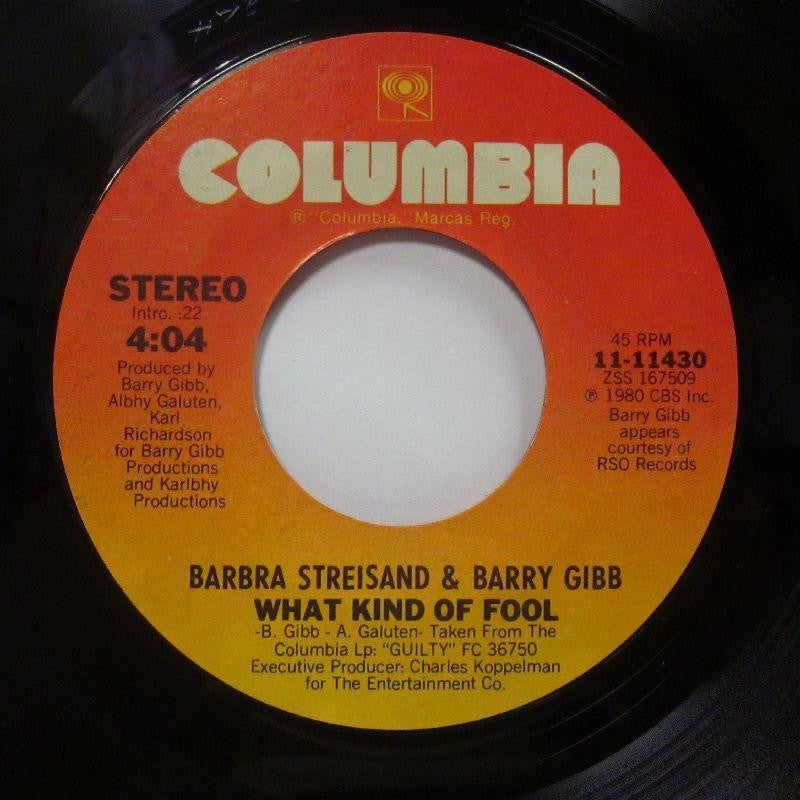 COLUMBIA
® "Columbia," Marcas Reg.
STEREO
Intro. :22
4:04
Produced by
Barry Gibb,
Albhy Galuten,
Karl
Richardson
for Barry Gibb
Productions
and Karlbhy
Productions
45 RPM
11-11430
ZSS 167509
℗ 1980 CBS Inc.
Barry Gibb
appears
courtesy of
RSO Records
BARBRA STREISAND & BARRY GIBB
WHAT KIND OF FOOL
-B. Gibb - A. Galuten- Taken From The
Columbia Lp: "GUILTY" FC 36750
Executive Producer: Charles Koppelman
for The Entertainment Co.